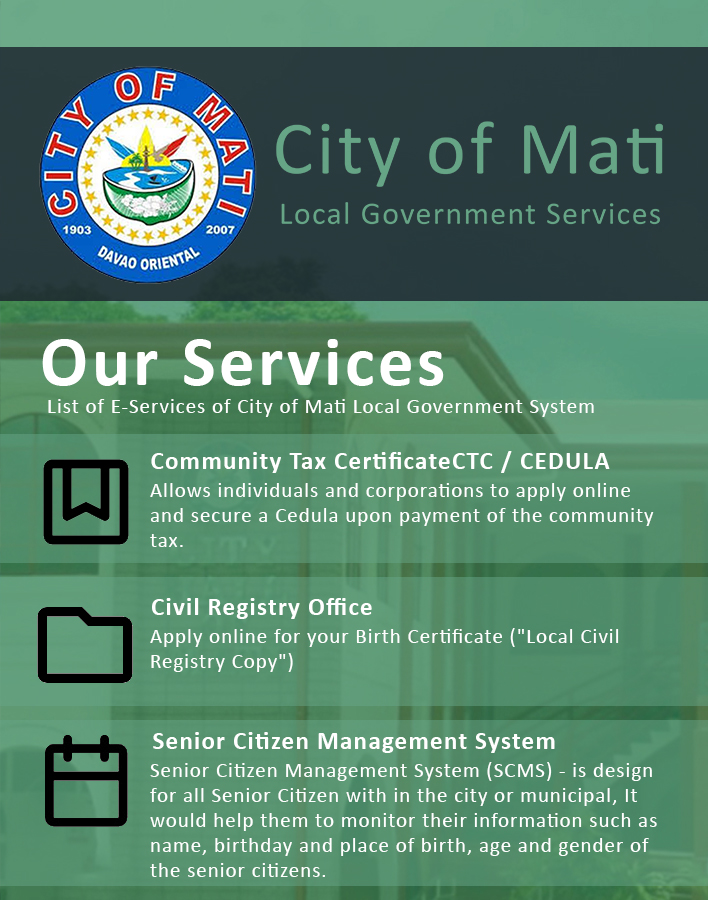 CITY OF MATI
1903
2007
DAVAO ORIENTAL
City of Mati
Local Government Services
Our Services
List of E-Services of City of Mati Local Government System
Community Tax CertificateCTC / CEDULA
Allows individuals and corporations to apply online
and secure a Cedula upon payment of the community
tax.
Civil Registry Office
Apply online for your Birth Certificate ("Local Civil
Registry Copy")
Senior Citizen Management System
Senior Citizen Management System (SCMS) - is design
for all Senior Citizen with in the city or municipal, It
would help them to monitor their information such as
name, birthday and place of birth, age and gender of
the senior citizens.